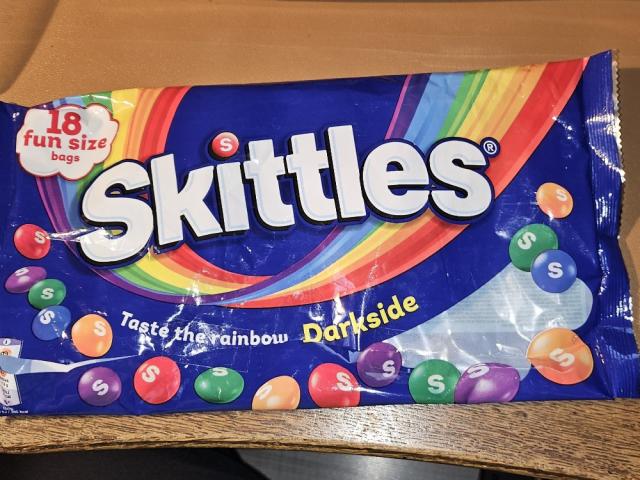 18
fun size
bags
Skittles®
Taste the rainbow Darkside